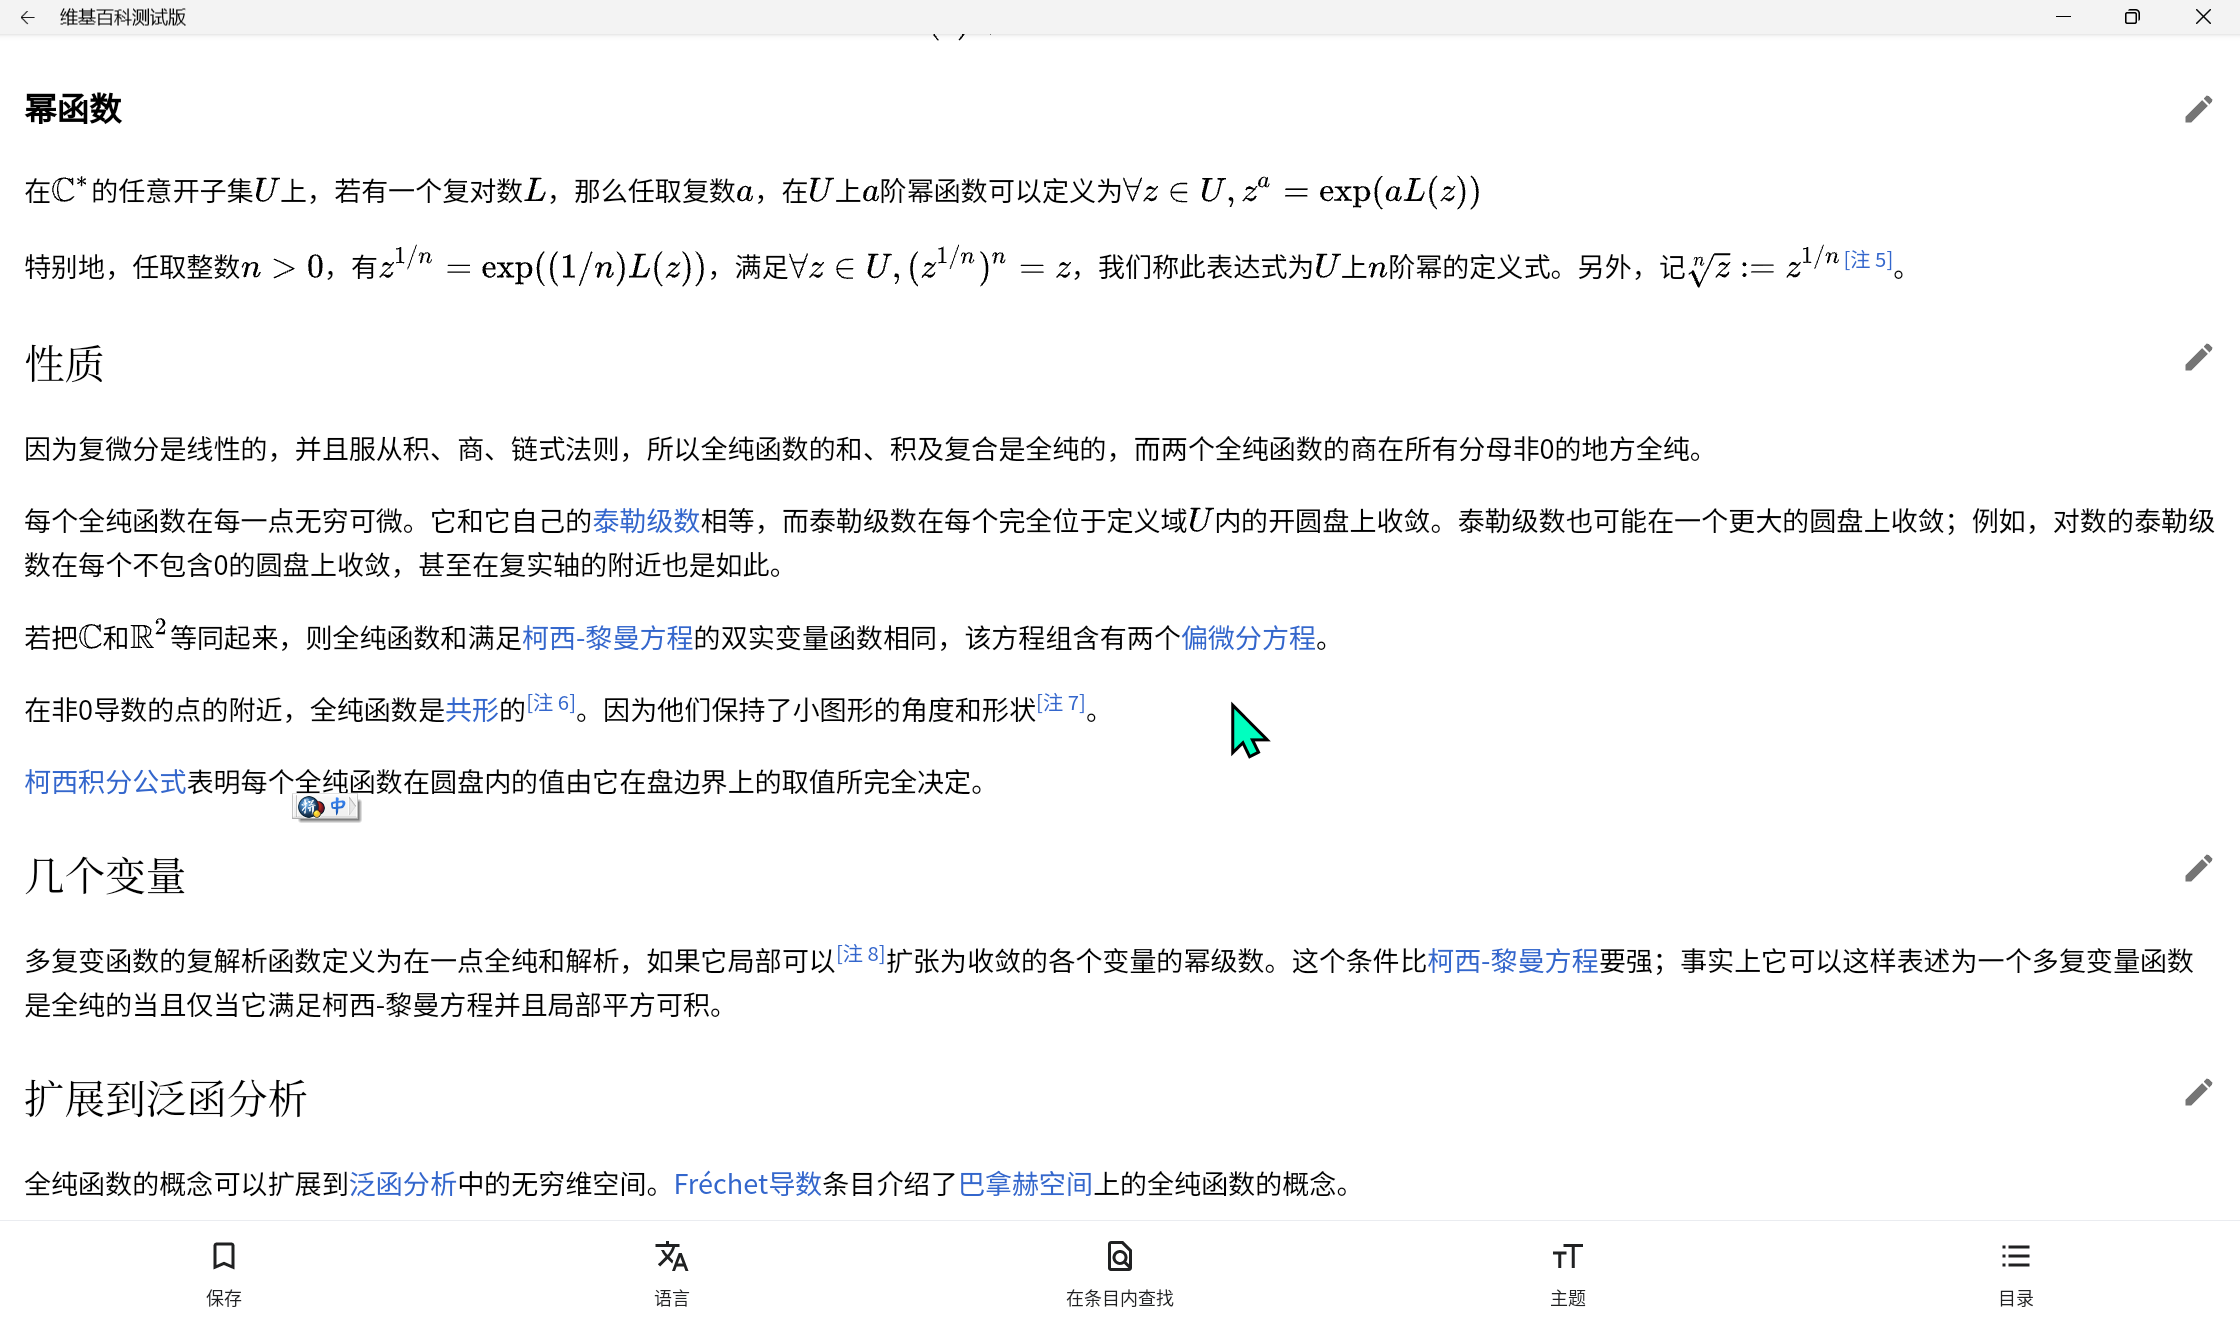 维基百科测试版
幂函数
在ℂ*的任意开子集U上，若有一个复对数L，那么任取复数a，在U上a阶幂函数可以定义为∀z ∈ U, z^a = exp(aL(z))
特别地，任取整数n > 0，有z^{1/n} = exp((1/n)L(z))，满足∀z ∈ U, (z^{1/n})^n = z，我们称此表达式为U上n阶幂的定义式。另外，记ⁿ√z := z^{1/n}[注 5]。
性质
因为复微分是线性的，并且服从积、商、链式法则，所以全纯函数的和、积及复合是全纯的，而两个全纯函数的商在所有分母非0的地方全纯。
每个全纯函数在每一点无穷可微。它和它自己的泰勒级数相等，而泰勒级数在每个完全位于定义域U内的开圆盘上收敛。泰勒级数也可能在一个更大的圆盘上收敛；例如，对数的泰勒级
数在每个不包含0的圆盘上收敛，甚至在复实轴的附近也是如此。
若把ℂ和ℝ²等同起来，则全纯函数和满足柯西-黎曼方程的双实变量函数相同，该方程组含有两个偏微分方程。
在非0导数的点的附近，全纯函数是共形的[注 6]。因为他们保持了小图形的角度和形状[注 7]。
柯西积分公式表明每个全纯函数在圆盘内的值由它在盘边界上的取值所完全决定。
拼 中
几个变量
多复变函数的复解析函数定义为在一点全纯和解析，如果它局部可以[注 8]扩张为收敛的各个变量的幂级数。这个条件比柯西-黎曼方程要强；事实上它可以这样表述为一个多复变量函数
是全纯的当且仅当它满足柯西-黎曼方程并且局部平方可积。
扩展到泛函分析
全纯函数的概念可以扩展到泛函分析中的无穷维空间。Fréchet导数条目介绍了巴拿赫空间上的全纯函数的概念。
保存 语言 在条目内查找 主题 目录